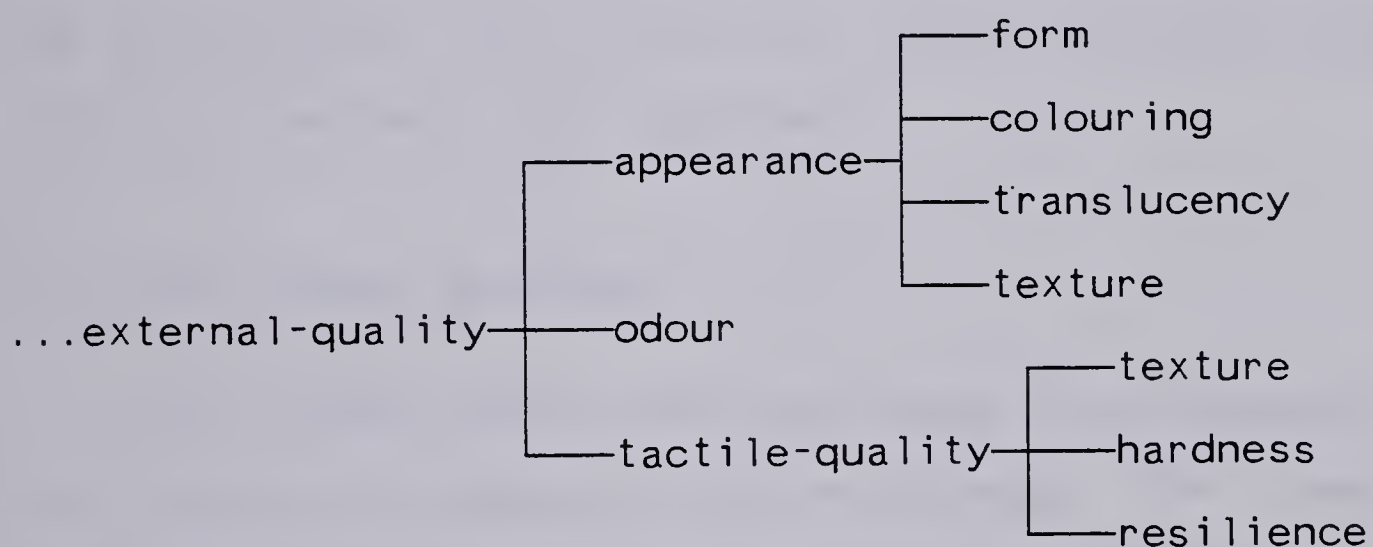 form
colouring
appearance
translucency
texture
...external-quality
odour
texture
tactile-quality
hardness
resilience